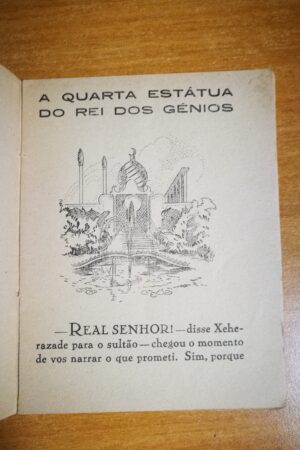 A QUARTA ESTÁTUA
DO REI DOS GÉNIOS
—REAL SENHOR!—disse Xehe-
razade para o sultão—chegou o momento
de vos narrar o que prometi. Sim, porque